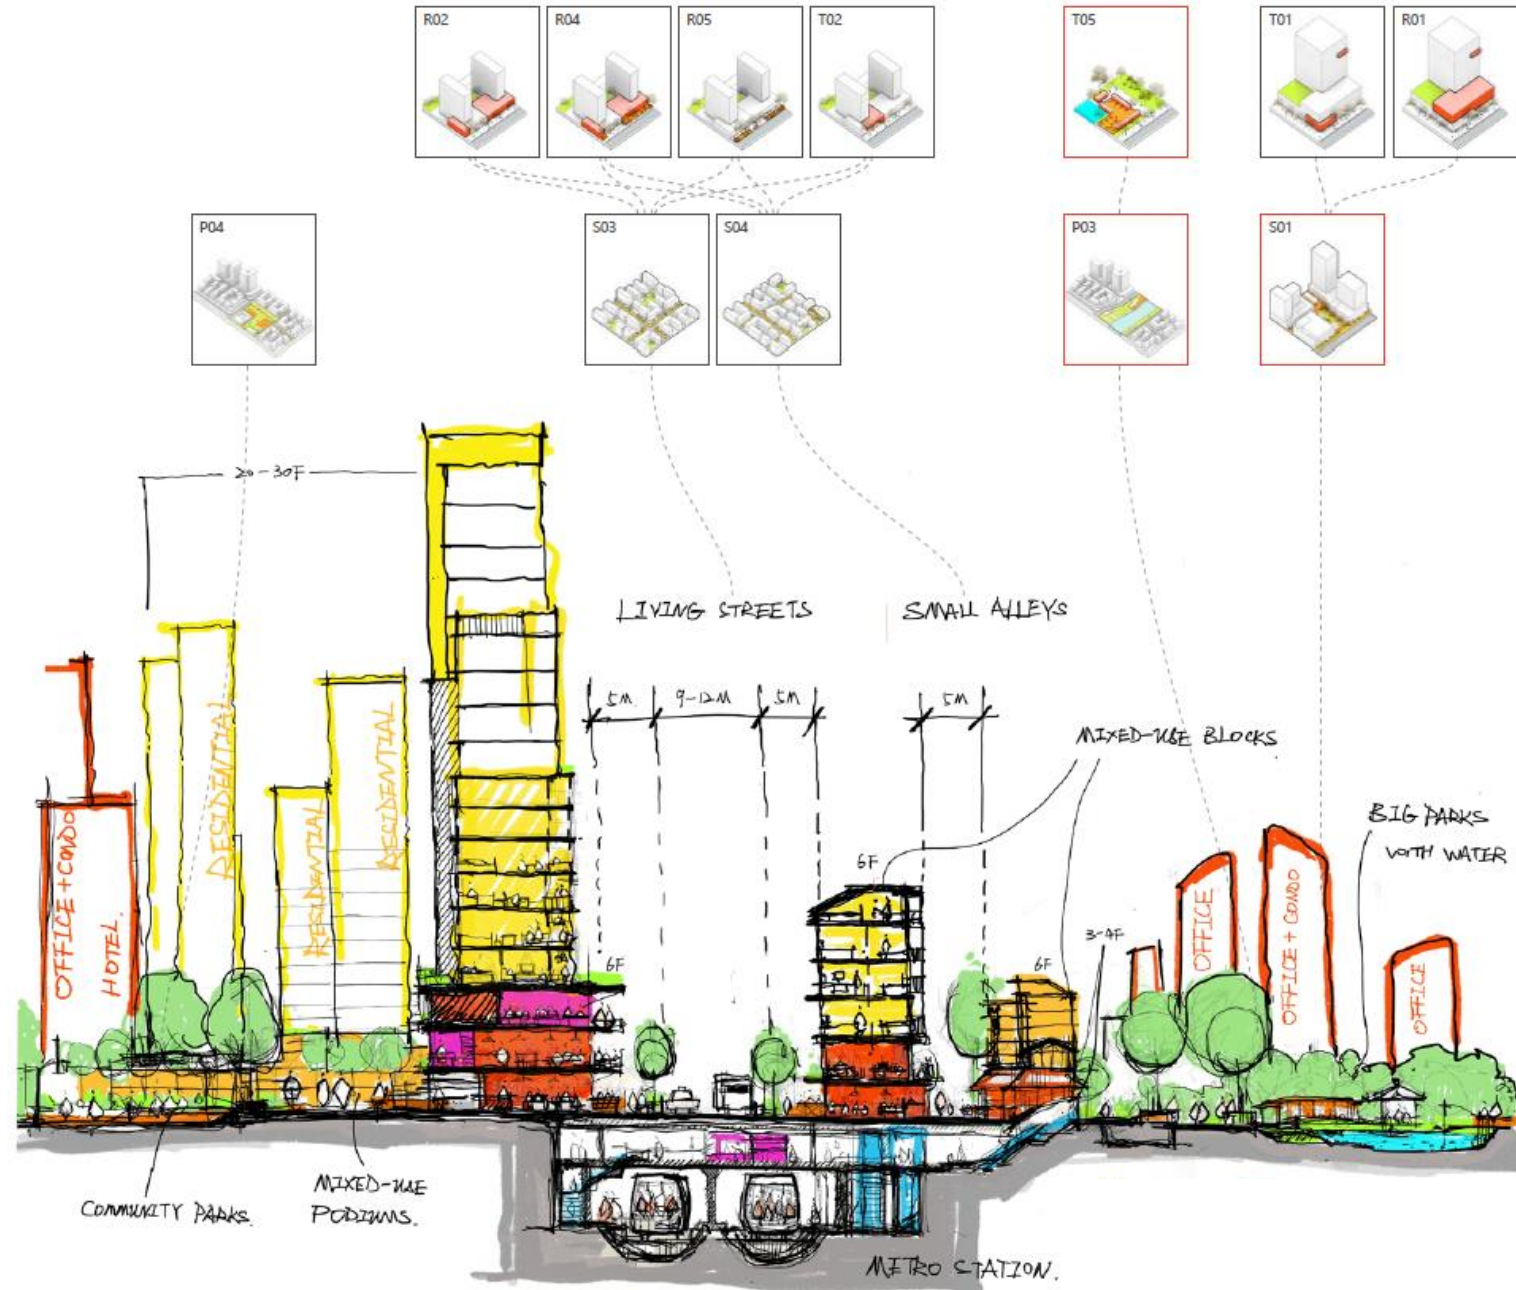 R02
R04
R05
T02
T05
T01
R01
P04
S03
S04
P03
S01
20-30F
LIVING STREETS
SMALL ALLEYS
5M
9-12M
5M
5M
MIXED-USE BLOCKS
RESIDENTIAL
RESIDENTIAL
RESIDENTIAL
OFFICE+CONDO
HOTEL.
BIG PARKS
WITH WATER
6F
6F
6F
3-4F
OFFICE
OFFICE + CONDO
OFFICE
COMMUNITY PARKS.
MIXED-USE
PODIUMS.
METRO STATION.